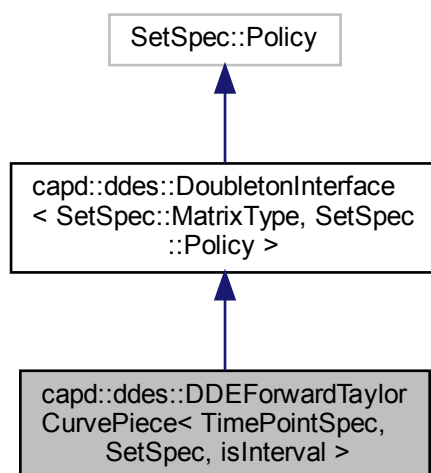 SetSpec::Policy
capd::ddes::DoubletonInterface
< SetSpec::MatrixType, SetSpec
::Policy >
capd::ddes::DDEForwardTaylor
CurvePiece< TimePointSpec,
SetSpec, isInterval >